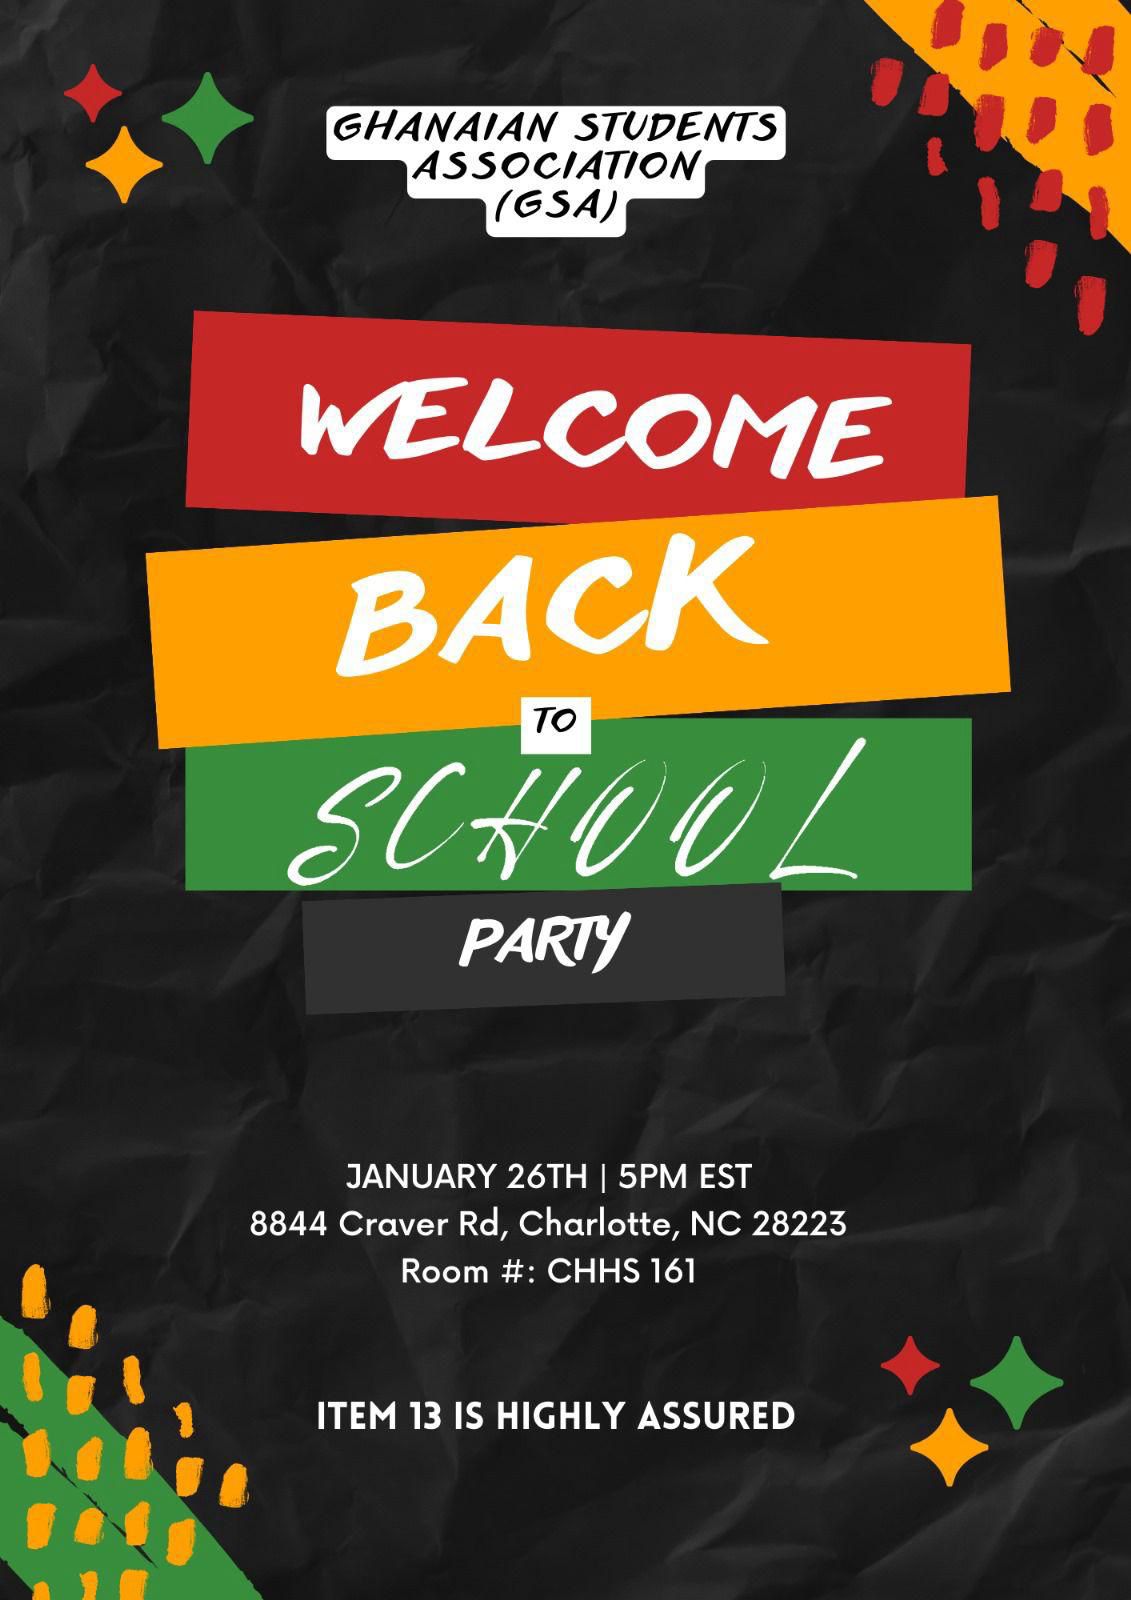 GHANAIAN STUDENTS
ASSOCIATION
(GSA)
WELCOME
BACK
TO
SCHOOL
PARTY
JANUARY 26TH | 5PM EST
8844 Craver Rd, Charlotte, NC 28223
Room #: CHHS 161
ITEM 13 IS HIGHLY ASSURED